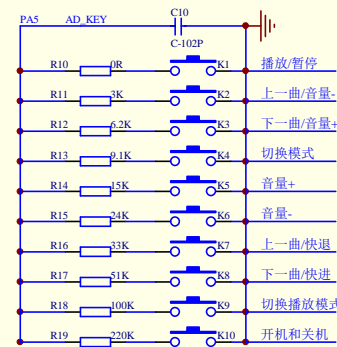 C10
PA5 AD_KEY
C-102P
R10 0R K1 播放/暂停
R11 3K K2 上一曲/音量-
R12 6.2K K3 下一曲/音量+
R13 9.1K K4 切换模式
R14 15K K5 音量+
R15 24K K6 音量-
R16 33K K7 上一曲/快退
R17 51K K8 下一曲/快进
R18 100K K9 切换播放模式
R19 220K K10 开机和关机